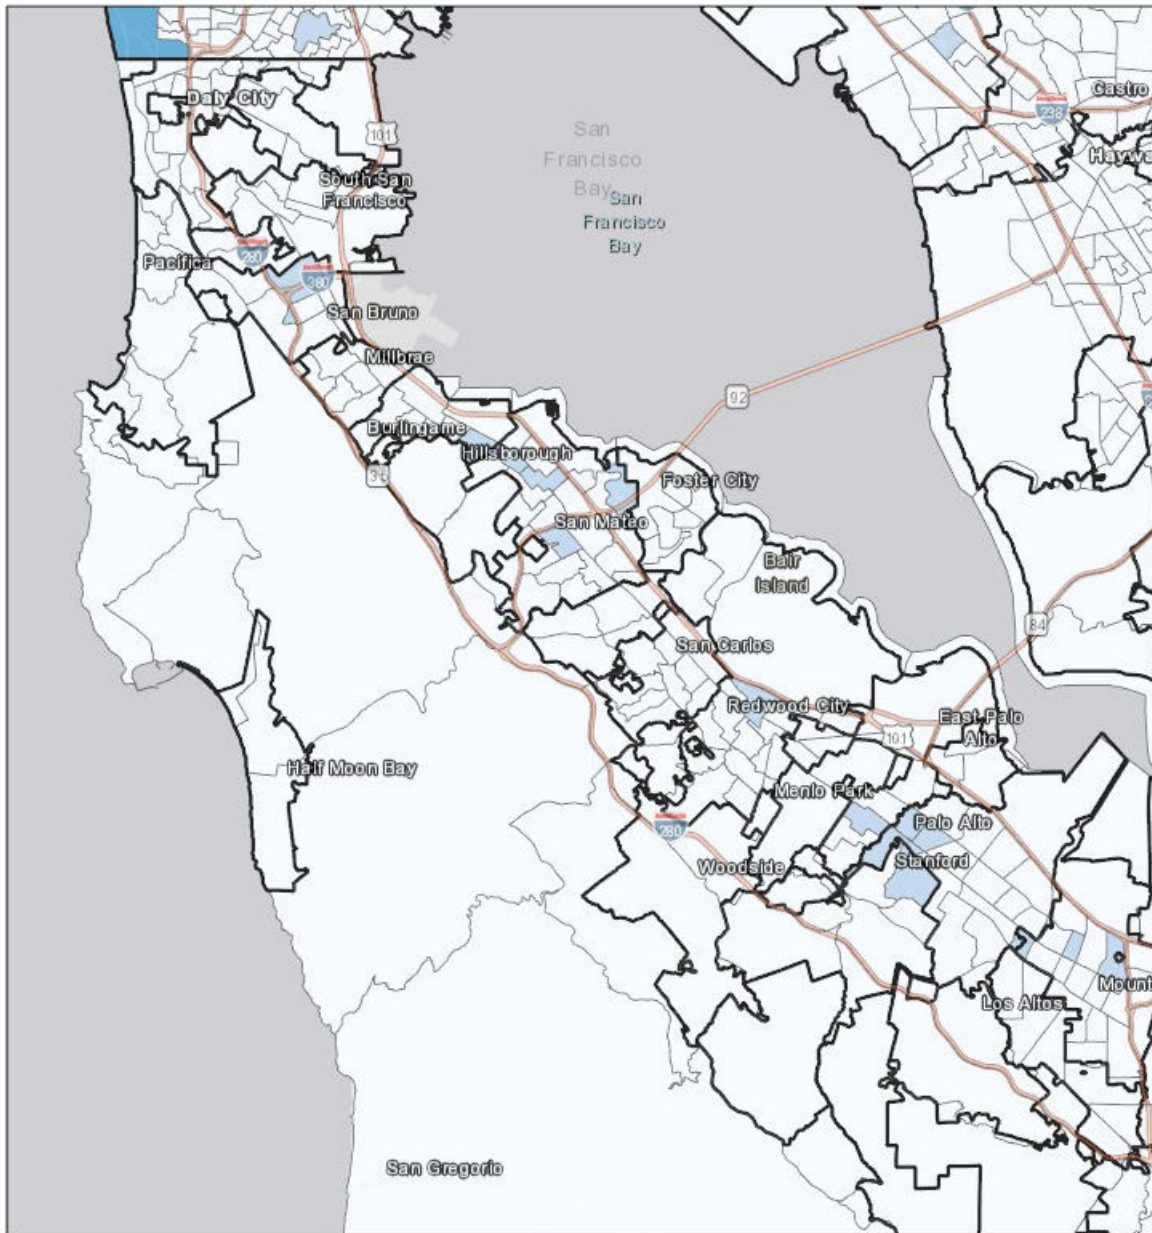 Castro
238
Daly City
San
Francisco
Bay
101
Haywa
South San
Francisco
San
Francisco
Bay
Pacifica
280
380
San Bruno
Millbrae
92
Burlingame
Hillsborough
35
Foster City
San Mateo
Bair
Island
84
San Carlos
Redwood City
East Palo
Alto
101
Half Moon Bay
Menlo Park
280
Palo Alto
Stanford
Woodside
Mount
Los Altos
San Gregorio